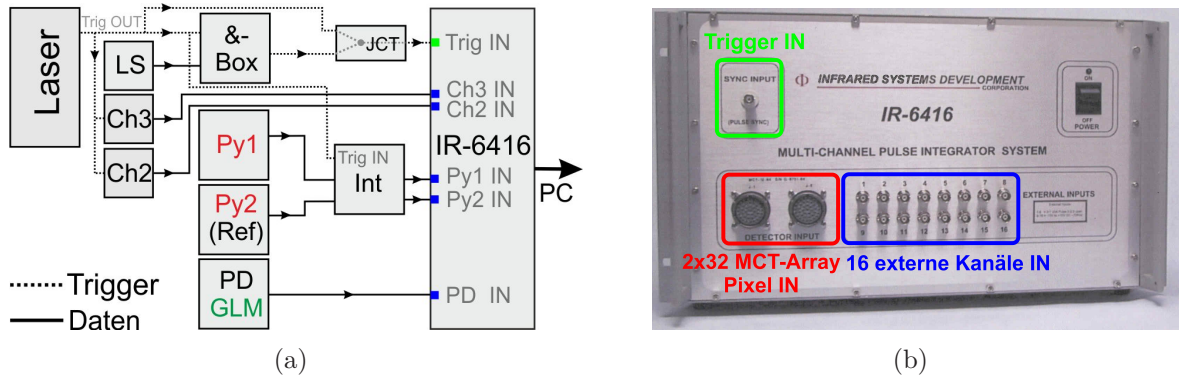 Trig OUT
Laser
LS
&-
Box
JCT
Trig IN
Ch3
Ch3 IN
Ch2 IN
Ch2
Py1
IR-6416
Trig IN
Int
Py1 IN
Py2 IN
PC
Py2
(Ref)
PD
GLM
PD IN
Trigger
Daten
(a)
Trigger IN
SYNC INPUT
(PULSE SYNC)
Φ INFRARED SYSTEMS DEVELOPMENT
CORPORATION
IR-6416
ON
OFF
POWER
MULTI-CHANNEL PULSE INTEGRATOR SYSTEM
1 2 3 4 5 6 7 8
9 10 11 12 13 14 15 16
EXTERNAL INPUTS
DETECTOR INPUT
2x32 MCT-Array
Pixel IN
16 externe Kanäle IN
(b)